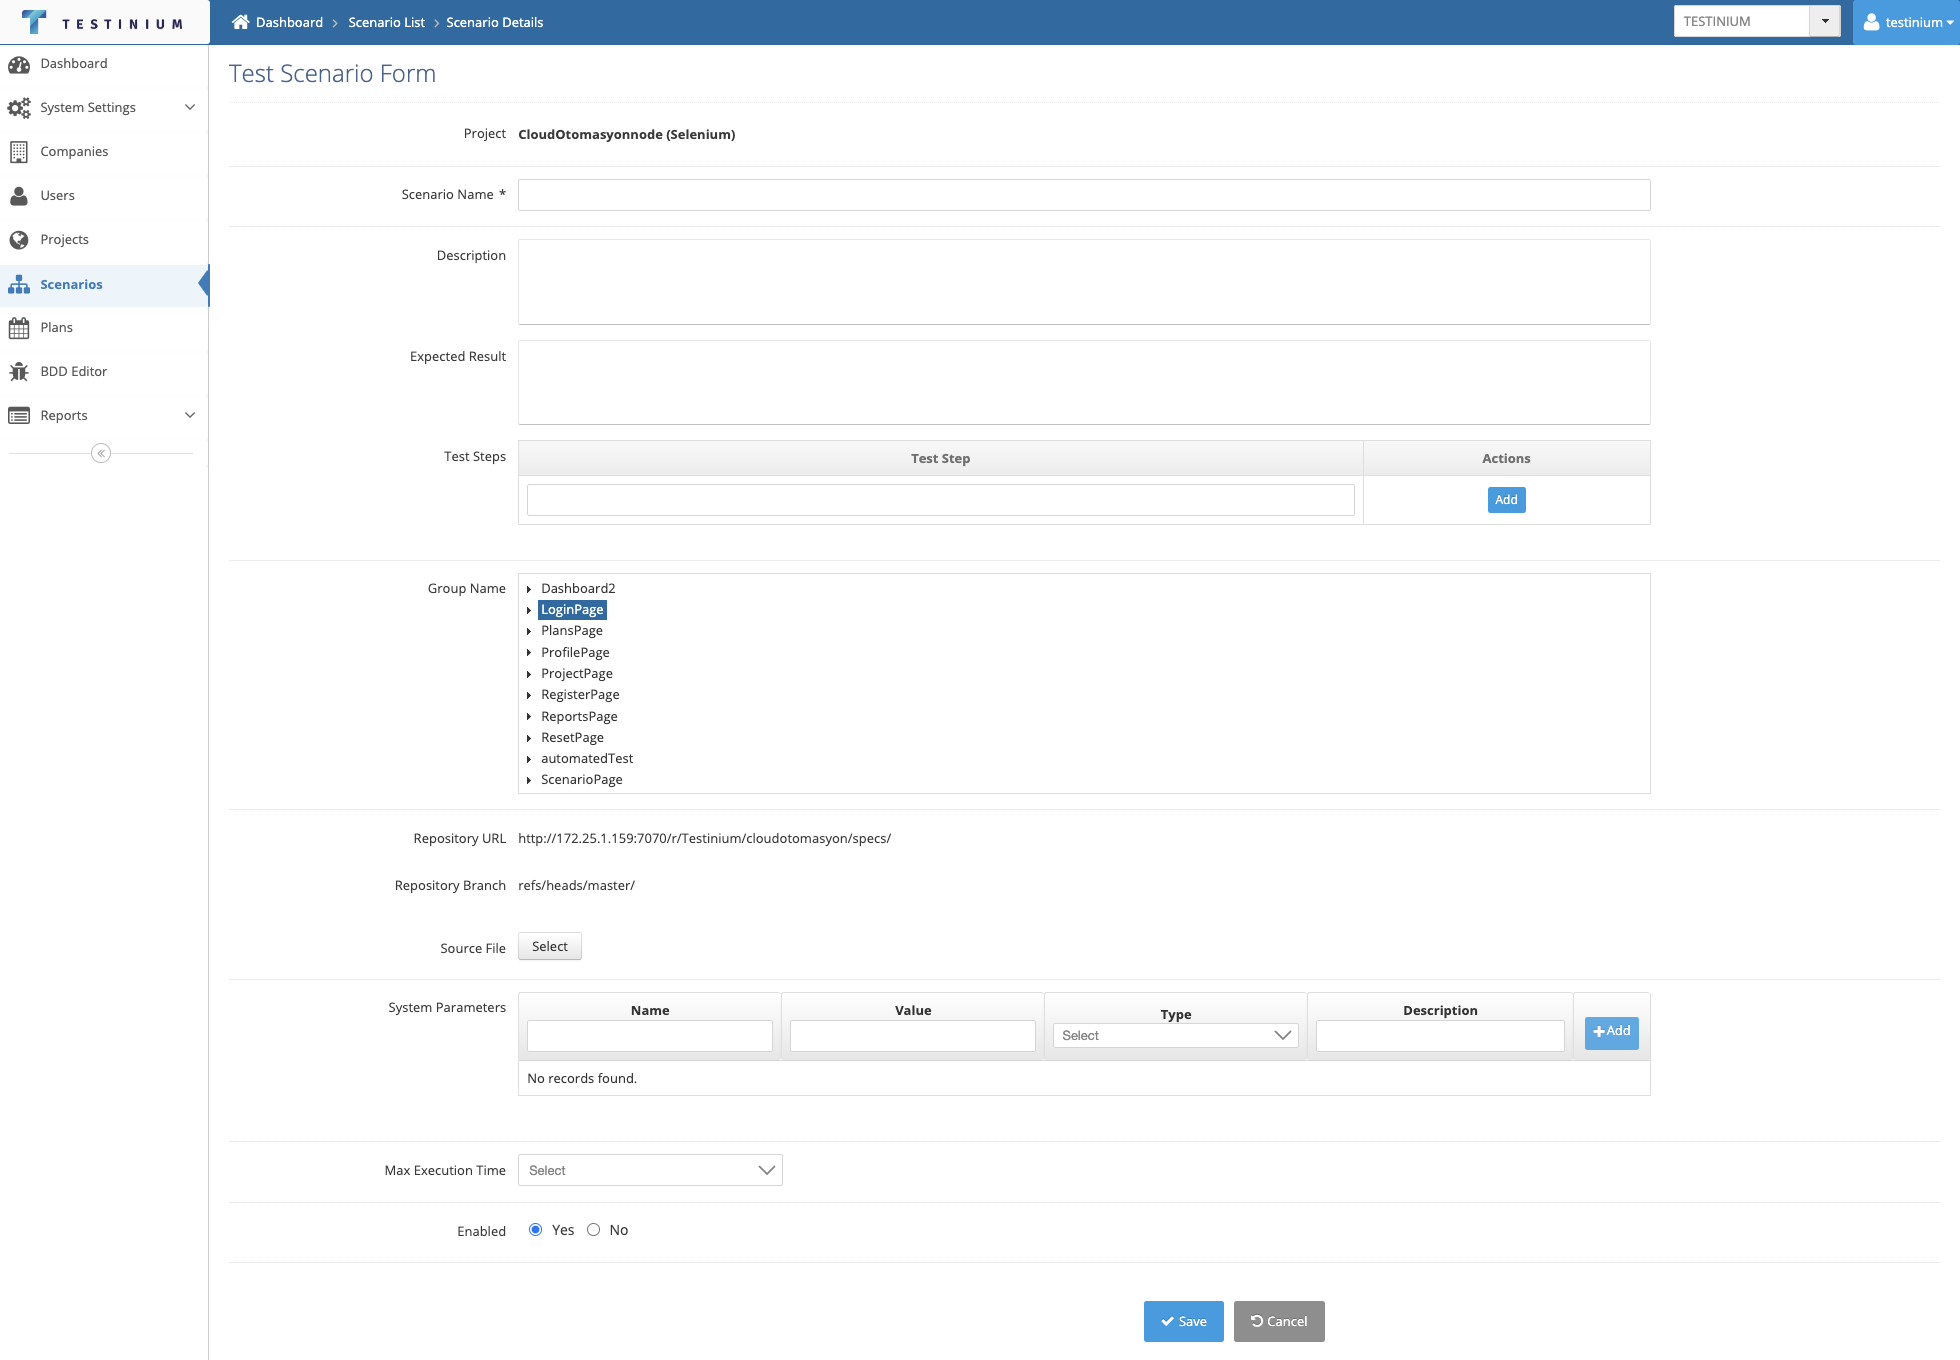 TESTINIUM
Dashboard > Scenario List > Scenario Details
TESTINIUM
testinium
Dashboard
System Settings
Companies
Users
Projects
Scenarios
Plans
BDD Editor
Reports
Test Scenario Form
Project CloudOtomasyonnode (Selenium)
Scenario Name *
Description
Expected Result
Test Steps
Test Step Actions
Add
Group Name
Dashboard2
LoginPage
PlansPage
ProfilePage
ProjectPage
RegisterPage
ReportsPage
ResetPage
automatedTest
ScenarioPage
Repository URL http://172.25.1.159:7070/r/Testinium/cloudotomasyon/specs/
Repository Branch refs/heads/master/
Source File Select
System Parameters
Name Value Type Description
Select
+Add
No records found.
Max Execution Time Select
Enabled Yes No
Save Cancel